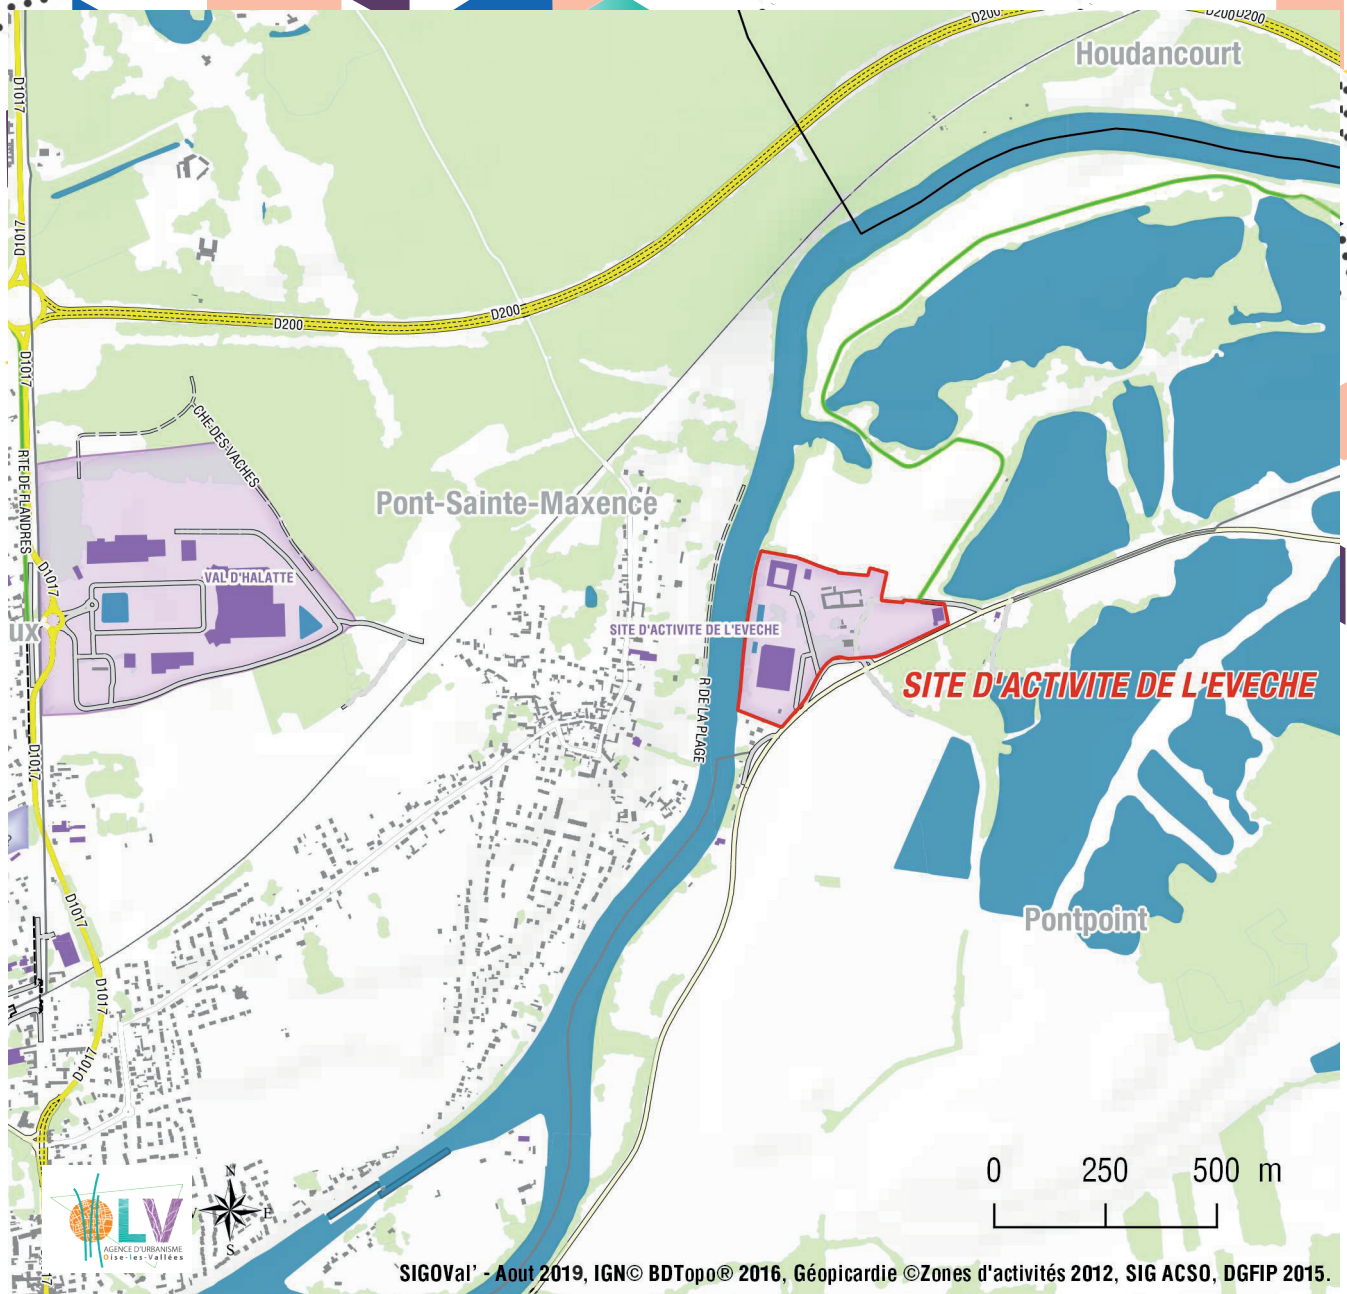 D200
D200D200
Houdancourt
D1017
D1017
D200
D200
D1017
CHE-DES-VACHES
RTE-DE-FLANDRES
Pont-Sainte-Maxence
D1017
VAL D'HALATTE
ux
SITE D'ACTIVITE DE L'EVECHE
SITE D'ACTIVITE DE L'EVECHE
R DE LA PLAGE
D1017
D1017
Pontpoint
D1017
D1017
0 250 500 m
N
E
S
OLV
AGENCE D'URBANISME
Oise-les-Vallées
17
SIGOVal' - Aout 2019, IGN© BDTopo® 2016, Géopicardie ©Zones d'activités 2012, SIG ACSO, DGFIP 2015.